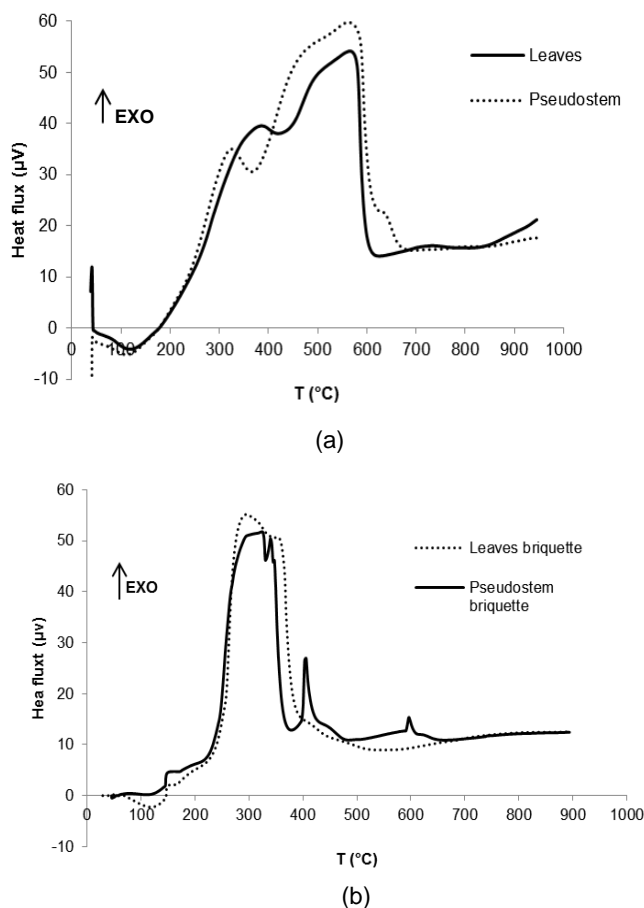 60
50
40
30
20
10
0
-10
0 100 200 300 400 500 600 700 800 900 1000
Heat flux (µV)
EXO
Leaves
Pseudostem
T (°C)
(a)
60
50
40
30
20
10
0
-10
0 100 200 300 400 500 600 700 800 900 1000
Hea fluxt (µv)
EXO
Leaves briquette
Pseudostem
briquette
T (°C)
(b)